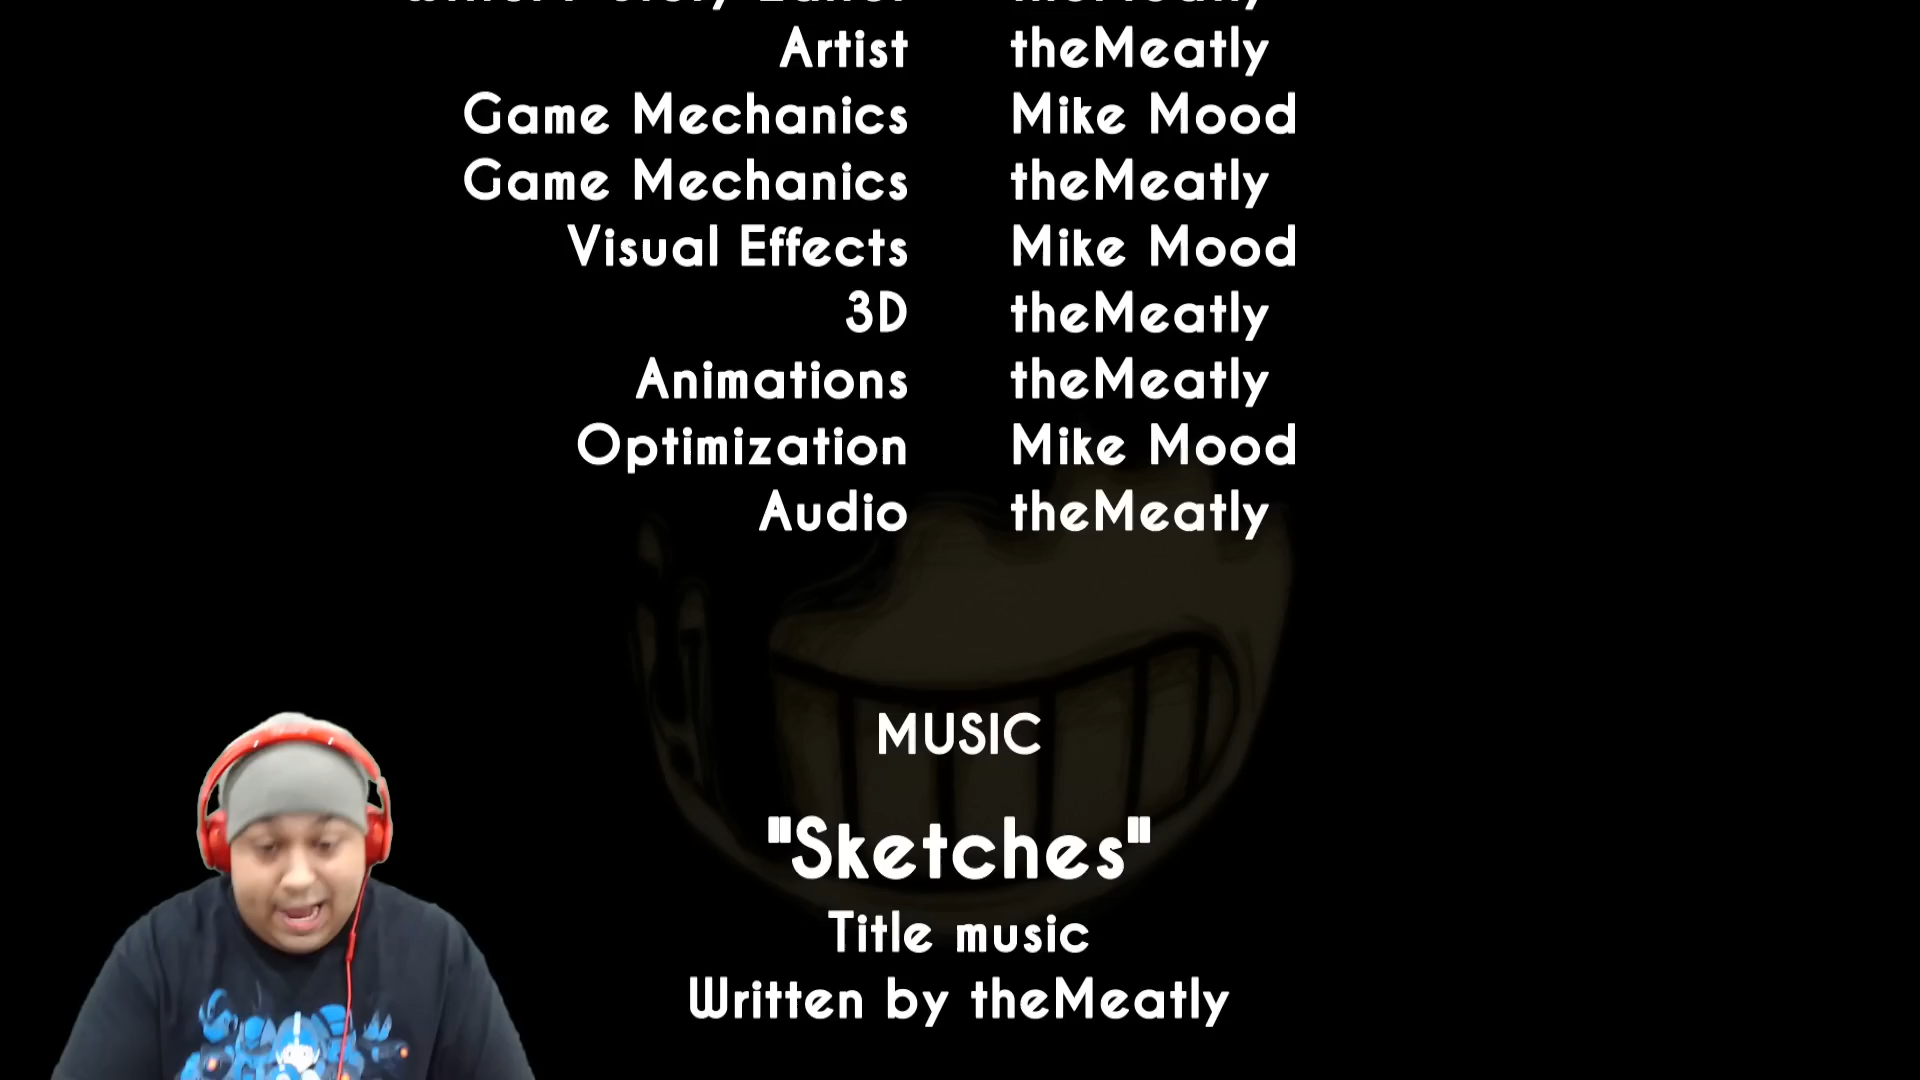 Artist theMeatly
Game Mechanics Mike Mood
Game Mechanics theMeatly
Visual Effects Mike Mood
3D theMeatly
Animations theMeatly
Optimization Mike Mood
Audio theMeatly
MUSIC
"Sketches"
Title music
Written by theMeatly